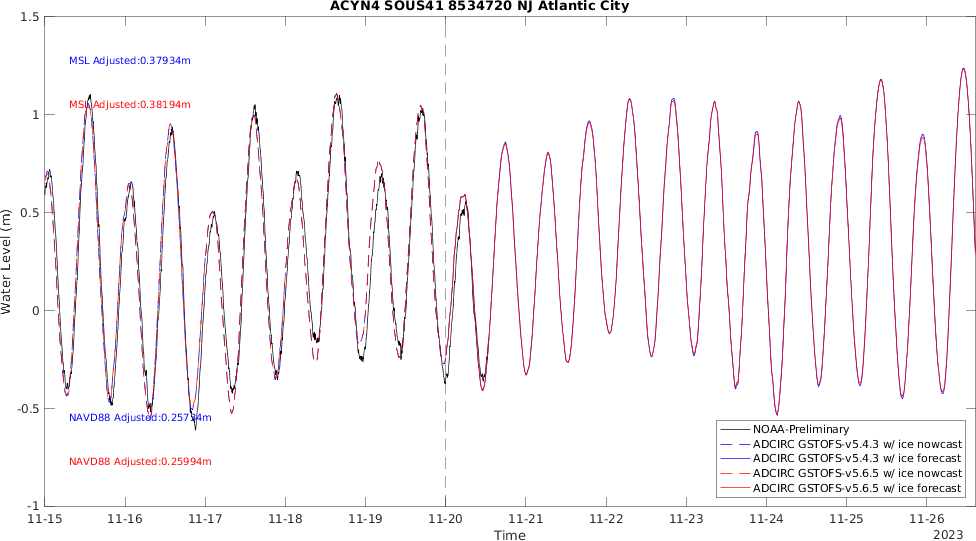 ACYN4 SOUS41 8534720 NJ Atlantic City
1.5
1
0.5
0
-0.5
-1
Water Level (m)
MSL Adjusted:0.37934m
MSL Adjusted:0.38194m
NAVD88 Adjusted:0.25734m
NAVD88 Adjusted:0.25994m
NOAA-Preliminary
ADCIRC GSTOFS-v5.4.3 w/ ice nowcast
ADCIRC GSTOFS-v5.4.3 w/ ice forecast
ADCIRC GSTOFS-v5.6.5 w/ ice nowcast
ADCIRC GSTOFS-v5.6.5 w/ ice forecast
11-15 11-16 11-17 11-18 11-19 11-20 11-21 11-22 11-23 11-24 11-25 11-26
2023
Time